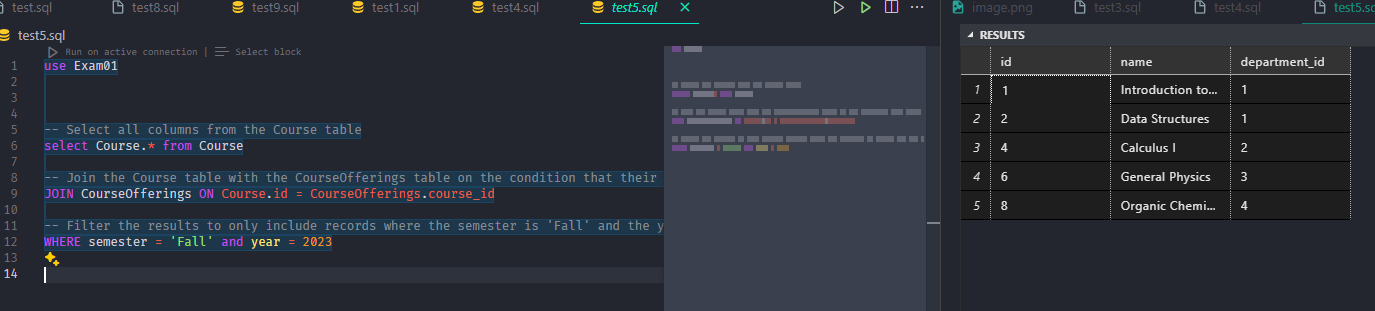 test.sql test8.sql test9.sql test1.sql test4.sql test5.sql
image.png test3.sql test4.sql test5.sq
test5.sql
Run on active connection | Select block
1 use Exam01
2
3
4
5 -- Select all columns from the Course table
6 select Course.* from Course
7
8 -- Join the Course table with the CourseOfferings table on the condition that their
9 JOIN CourseOfferings ON Course.id = CourseOfferings.course_id
10
11 -- Filter the results to only include records where the semester is 'Fall' and the y
12 WHERE semester = 'Fall' and year = 2023
13
14
RESULTS
id name department_id
1 1 Introduction to... 1
2 2 Data Structures 1
3 4 Calculus I 2
4 6 General Physics 3
5 8 Organic Chemi... 4